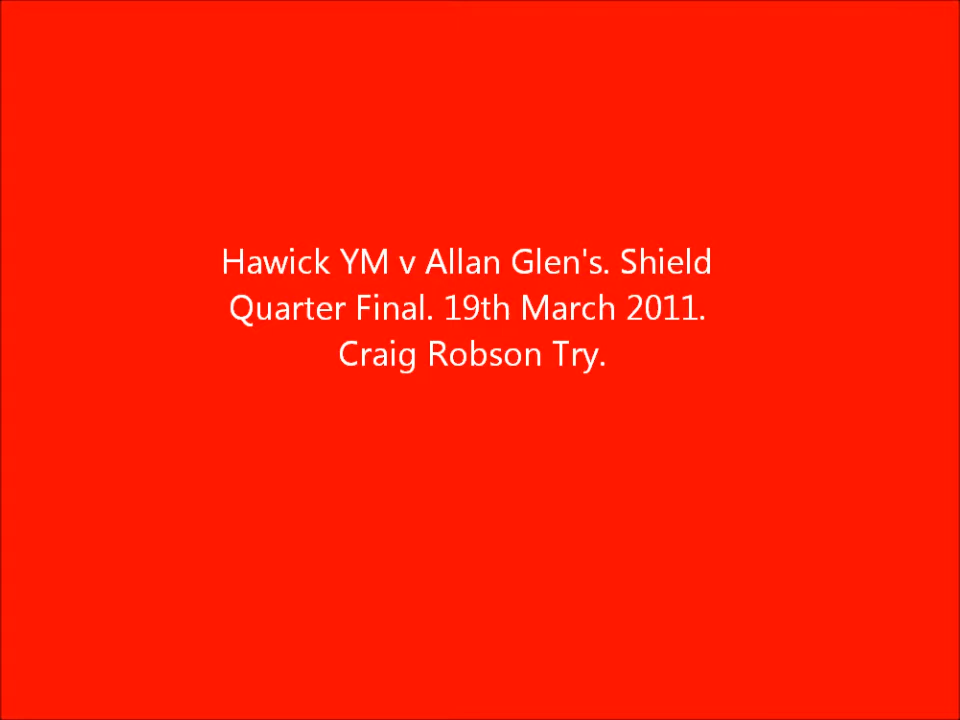 Hawick YM v Allan Glen's. Shield
Quarter Final. 19th March 2011.
Craig Robson Try.